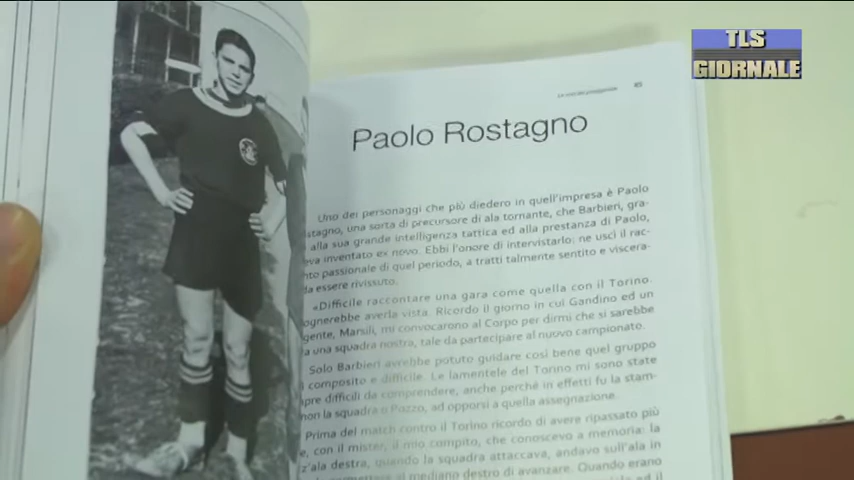 TLS
GIORNALE
85
Paolo Rostagno
Uno dei personaggi che più diedero in quell'impresa è Paolo
stagno, una sorta di precursore di ala tornante, che Barbieri, gra-
alla sua grande intelligenza tattica ed alla prestanza di Paolo,
eva inventato ex novo. Ebbi l'onore di intervistarlo: ne uscì il rac-
nto passionale di quel periodo, a tratti talmente sentito e viscera-
da essere rivissuto.
«Difficile raccontare una gara come quella con il Torino.
ognerebbe averla vista. Ricordo il giorno in cui Gandino ed un
gente, Marsili, mi convocarono al Corpo per dirmi che si sarebbe
a una squadra, tale da partecipare al nuovo campionato.
Solo Barbieri avrebbe potuto guidare così bene quel gruppo
composito e difficile. Le lamentele del Torino mi sono state
pre difficili da comprendere, anche perché in effetti fu la stam-
non la squadra o Pozzo, ad opporsi a quella assegnazione.
Prima del match contro il Torino ricordo di avere ripassato più
e, con il mister, il mio compito, che conoscevo a memoria: la
z'ala destra, quando la squadra attaccava, andavo sull'ala in
mediano destro di avanzare. Quando erano